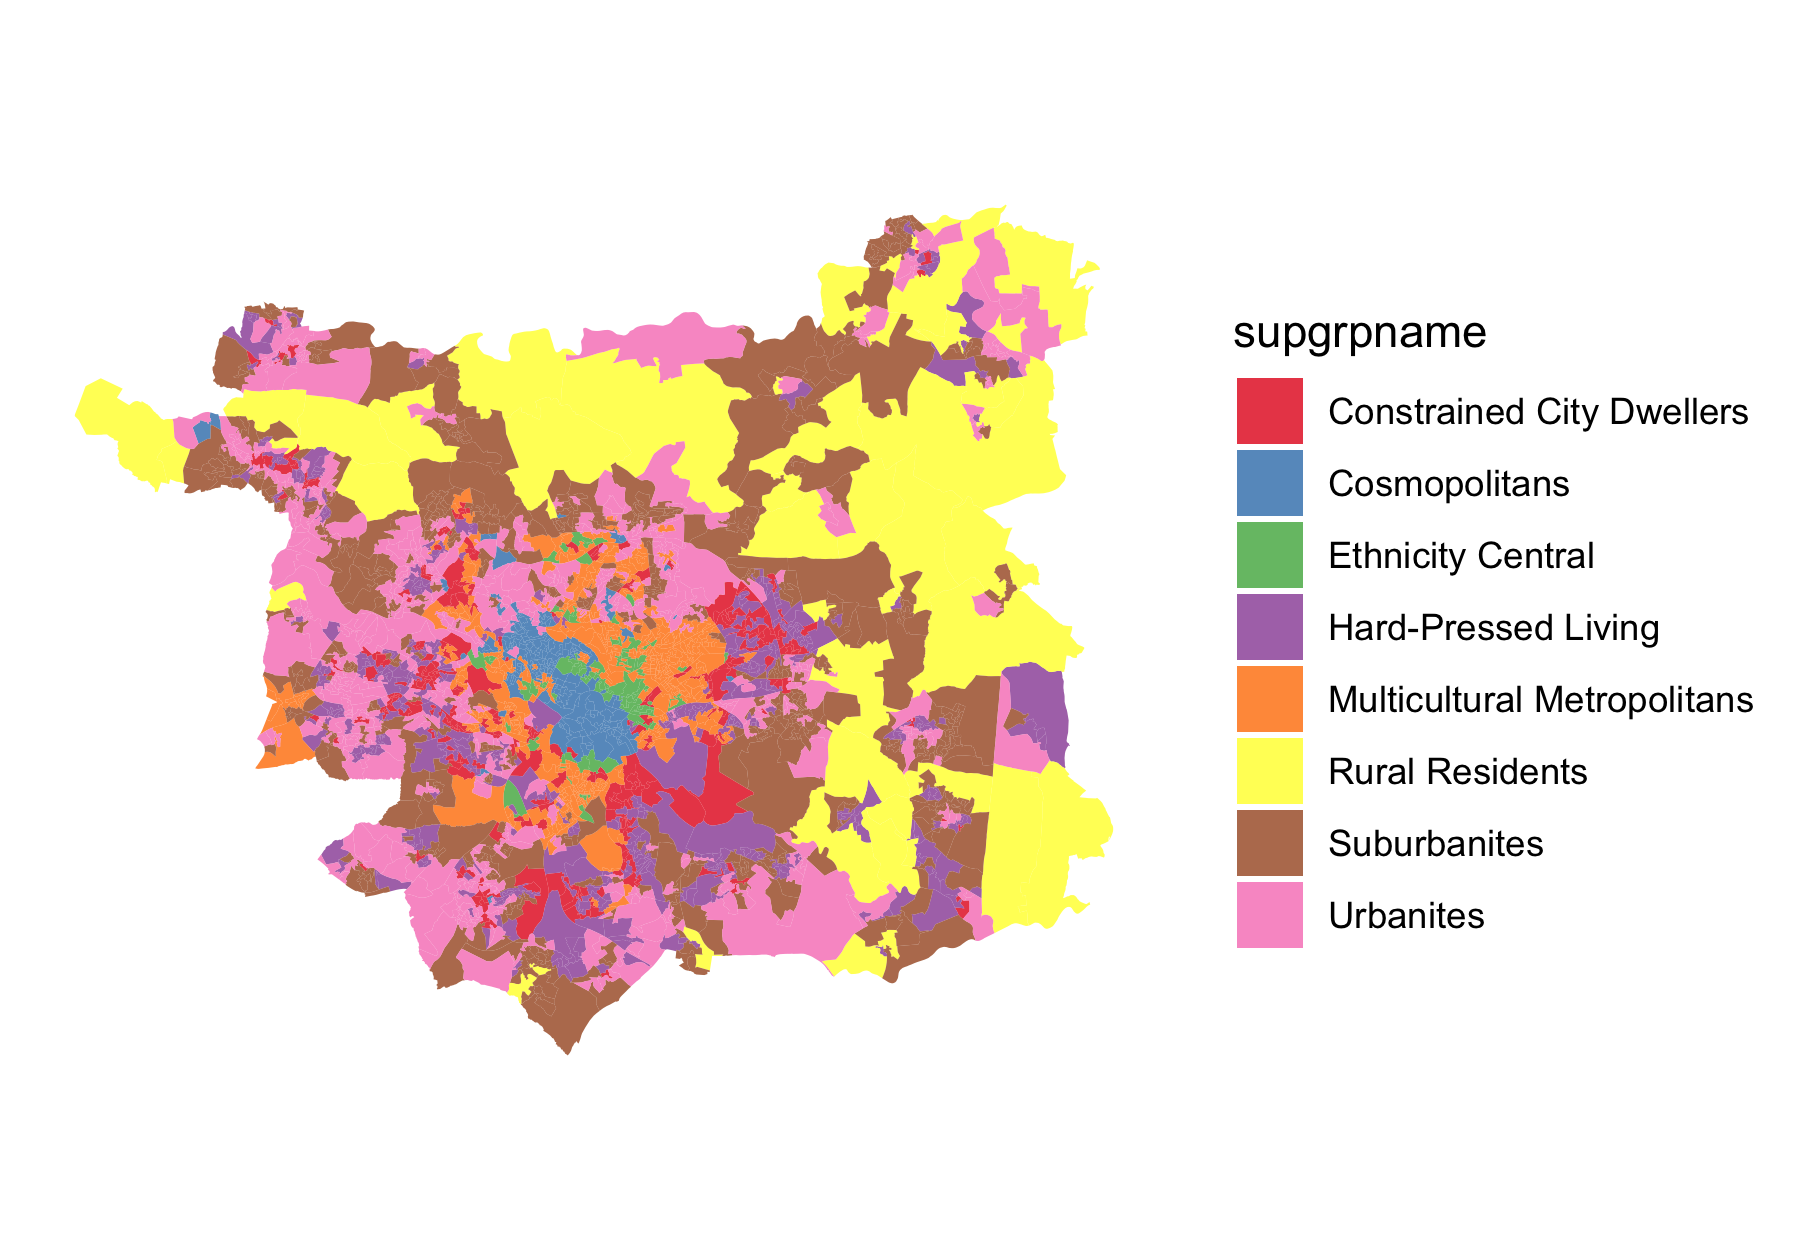 supgrpname
Constrained City Dwellers
Cosmopolitans
Ethnicity Central
Hard-Pressed Living
Multicultural Metropolitans
Rural Residents
Suburbanites
Urbanites